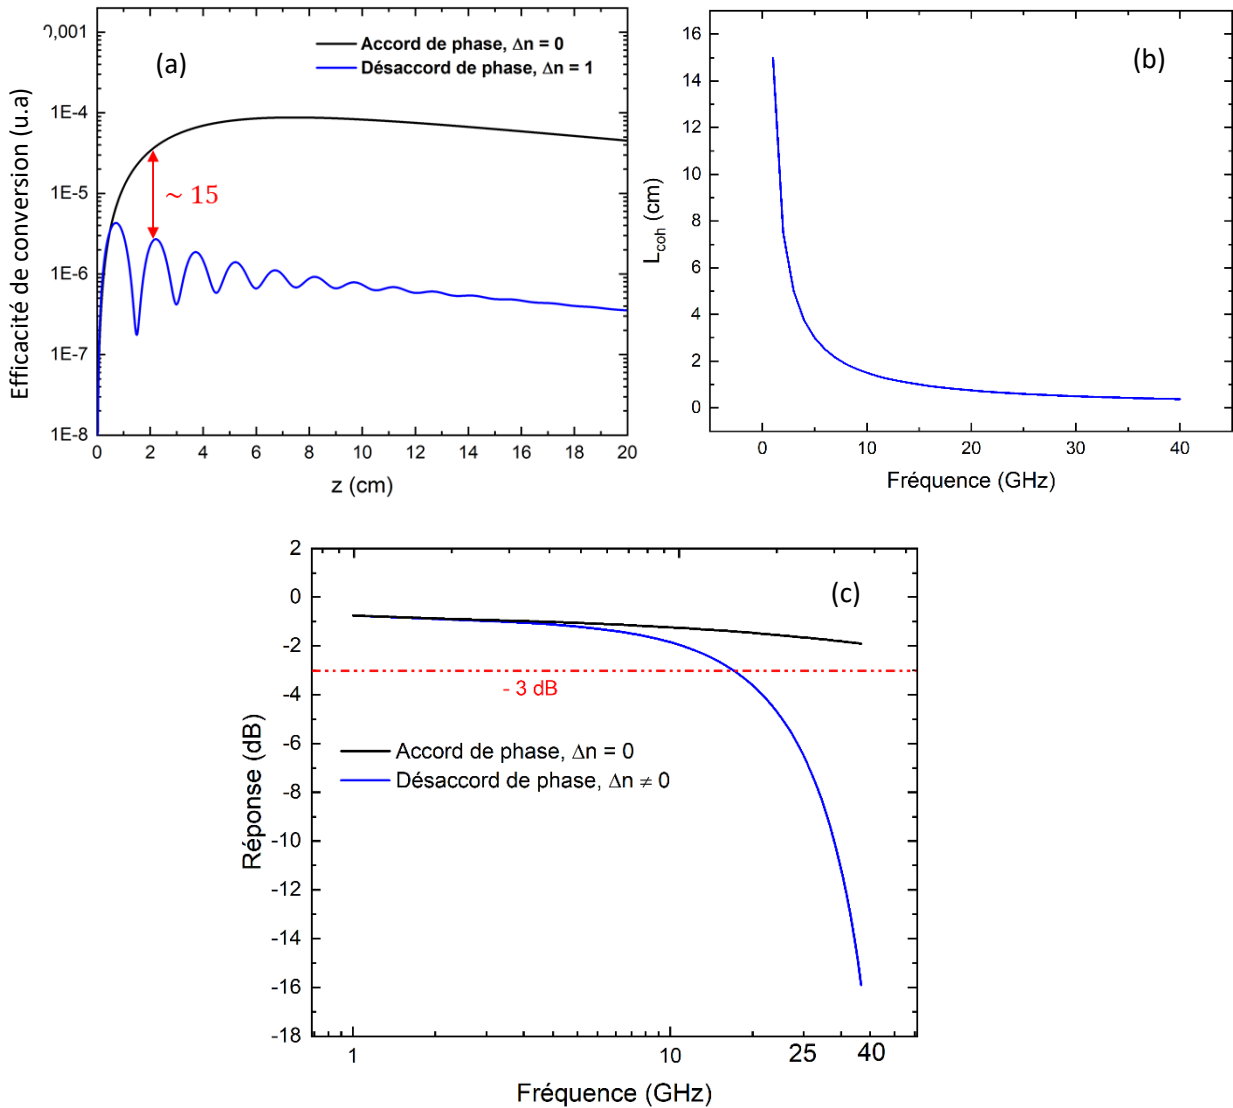 0,001
1E-4
1E-5
1E-6
1E-7
1E-8
Efficacité de conversion (u.a)
(a)
Accord de phase, Δn = 0
Désaccord de phase, Δn = 1
~ 15
0 2 4 6 8 10 12 14 16 18 20
z (cm)
16
14
12
10
8
6
4
2
0
L_coh (cm)
(b)
0 10 20 30 40
Fréquence (GHz)
2
0
-2
-4
-6
-8
-10
-12
-14
-16
-18
Réponse (dB)
(c)
- 3 dB
Accord de phase, Δn = 0
Désaccord de phase, Δn ≠ 0
1 10 25 40
Fréquence (GHz)